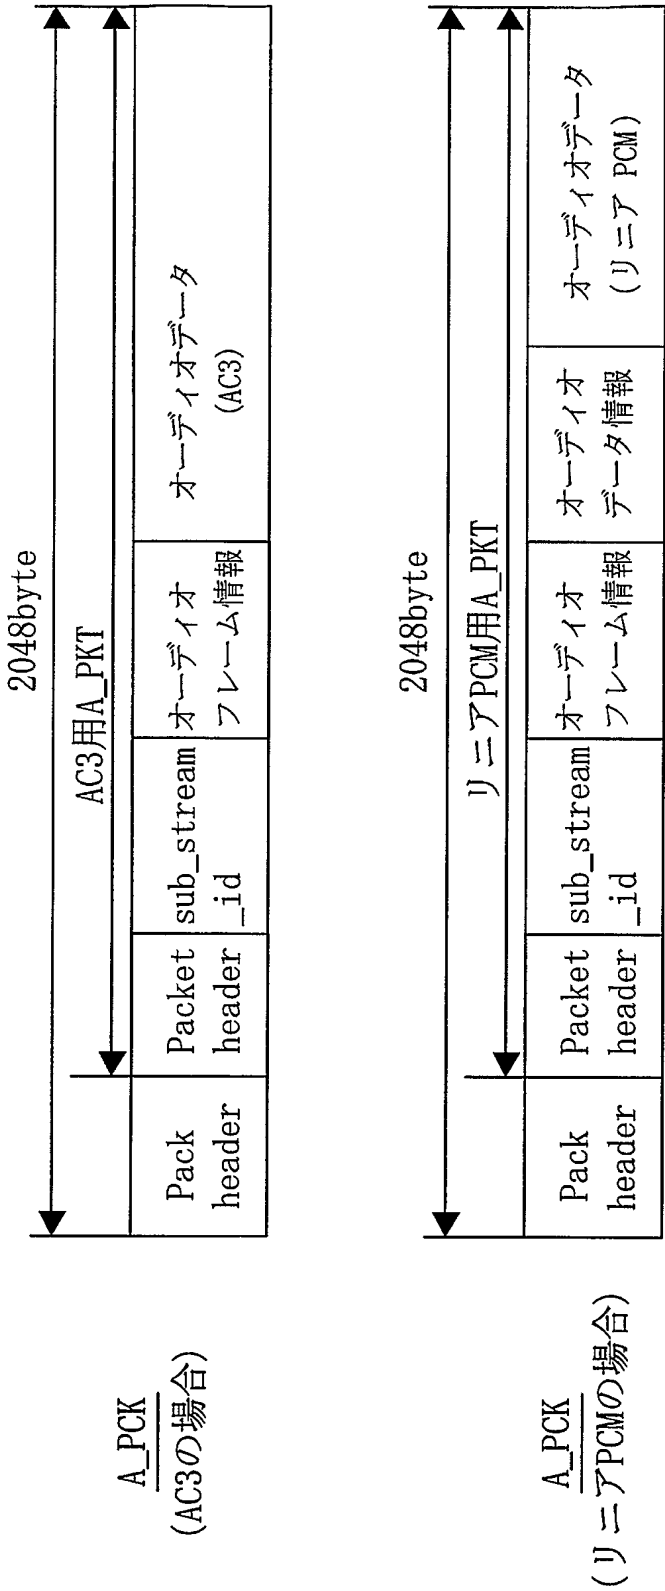 A_PCK
(AC3の場合)
2048byte
AC3用A_PKT
Pack
header
Packet
header
sub_stream
_id
オーディオ
フレーム情報
オーディオデータ
(AC3)
A_PCK
(リニアPCMの場合)
2048byte
リニアPCM用A_PKT
Pack
header
Packet
header
sub_stream
_id
オーディオ
フレーム情報
オーディオ
データ情報
オーディオデータ
(リニア PCM)